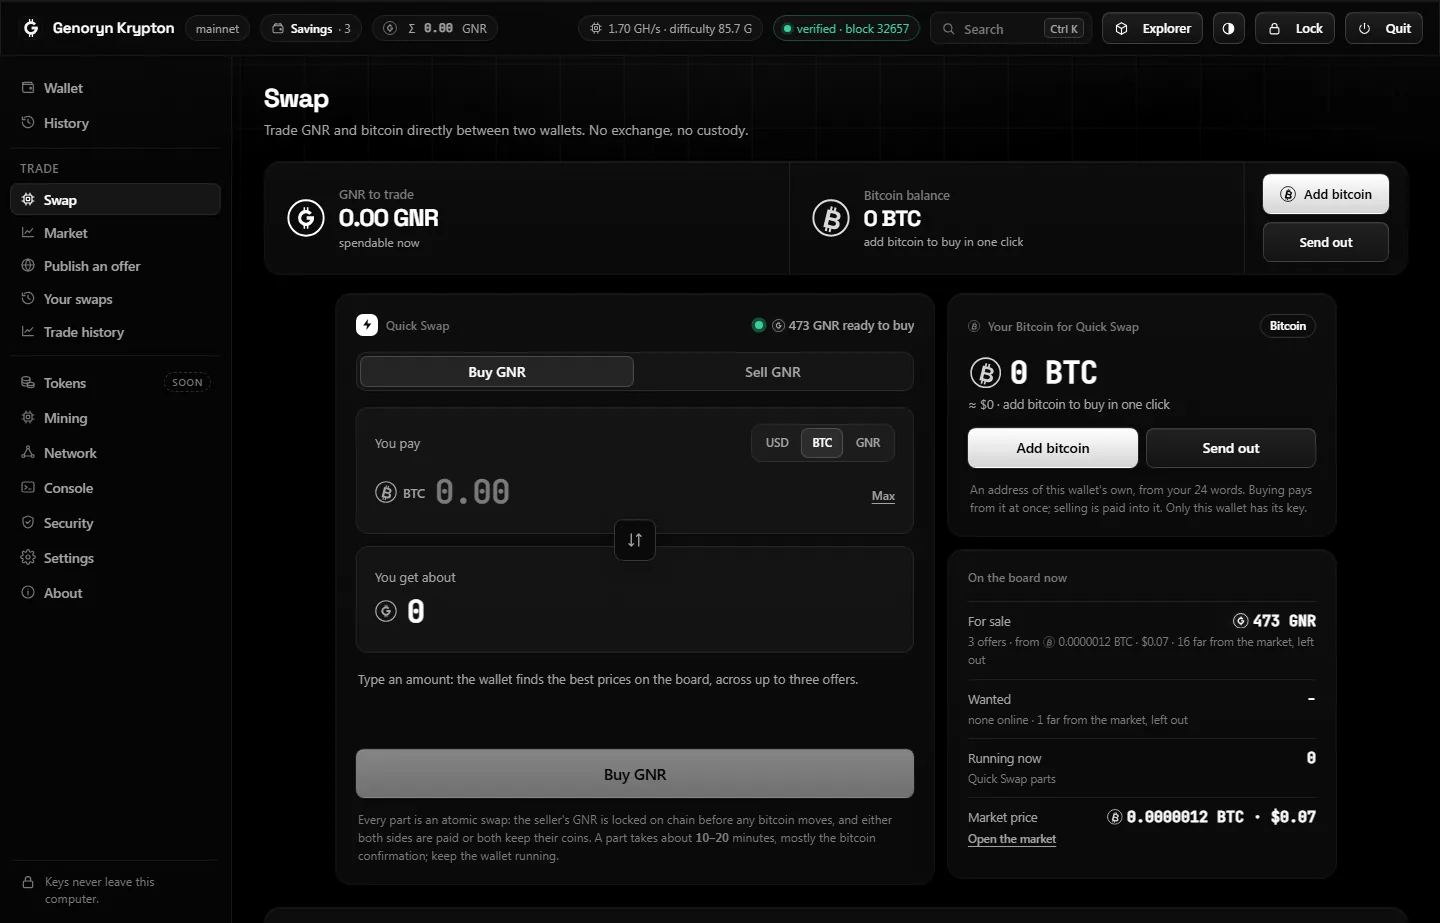 Genoryn Krypton
mainnet
Savings · 3
Σ 0.00 GNR
1.70 GH/s · difficulty 85.7 G
verified · block 32657
Search
Ctrl K
Explorer
Lock
Quit
Wallet
History
TRADE
Swap
Market
Publish an offer
Your swaps
Trade history
Tokens
SOON
Mining
Network
Console
Security
Settings
About
Keys never leave this
computer.
Swap
Trade GNR and bitcoin directly between two wallets. No exchange, no custody.
GNR to trade
0.00 GNR
spendable now
Bitcoin balance
0 BTC
add bitcoin to buy in one click
Add bitcoin
Send out
Quick Swap
473 GNR ready to buy
Buy GNR
Sell GNR
You pay
USD
BTC
GNR
BTC 0.00
Max
You get about
0
Type an amount: the wallet finds the best prices on the board, across up to three offers.
Buy GNR
Every part is an atomic swap: the seller's GNR is locked on chain before any bitcoin moves, and either
both sides are paid or both keep their coins. A part takes about 10–20 minutes, mostly the bitcoin
confirmation; keep the wallet running.
Your Bitcoin for Quick Swap
Bitcoin
0 BTC
≈ $0 · add bitcoin to buy in one click
Add bitcoin
Send out
An address of this wallet's own, from your 24 words. Buying pays
from it at once; selling is paid into it. Only this wallet has its key.
On the board now
For sale
473 GNR
3 offers · from 0.0000012 BTC · $0.07 · 16 far from the market, left
out
Wanted
–
none online · 1 far from the market, left out
Running now
0
Quick Swap parts
Market price
0.0000012 BTC · $0.07
Open the market